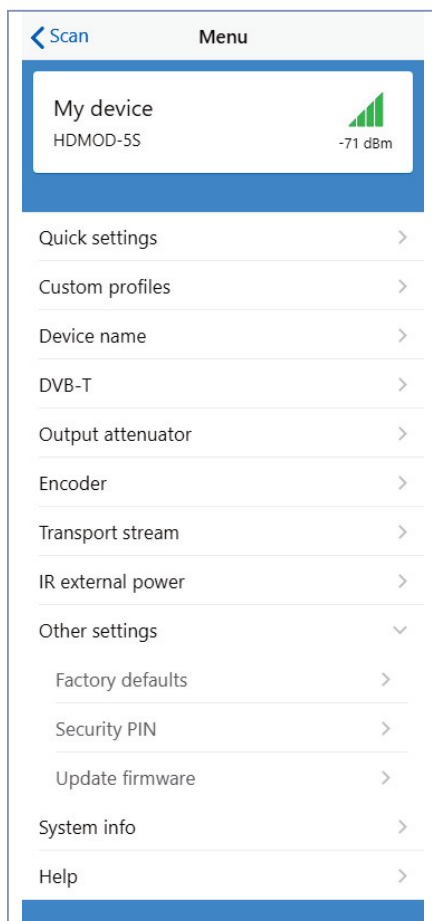 Scan Menu
My device
HDMOD-5S
-71 dBm
Quick settings
Custom profiles
Device name
DVB-T
Output attenuator
Encoder
Transport stream
IR external power
Other settings
Factory defaults
Security PIN
Update firmware
System info
Help